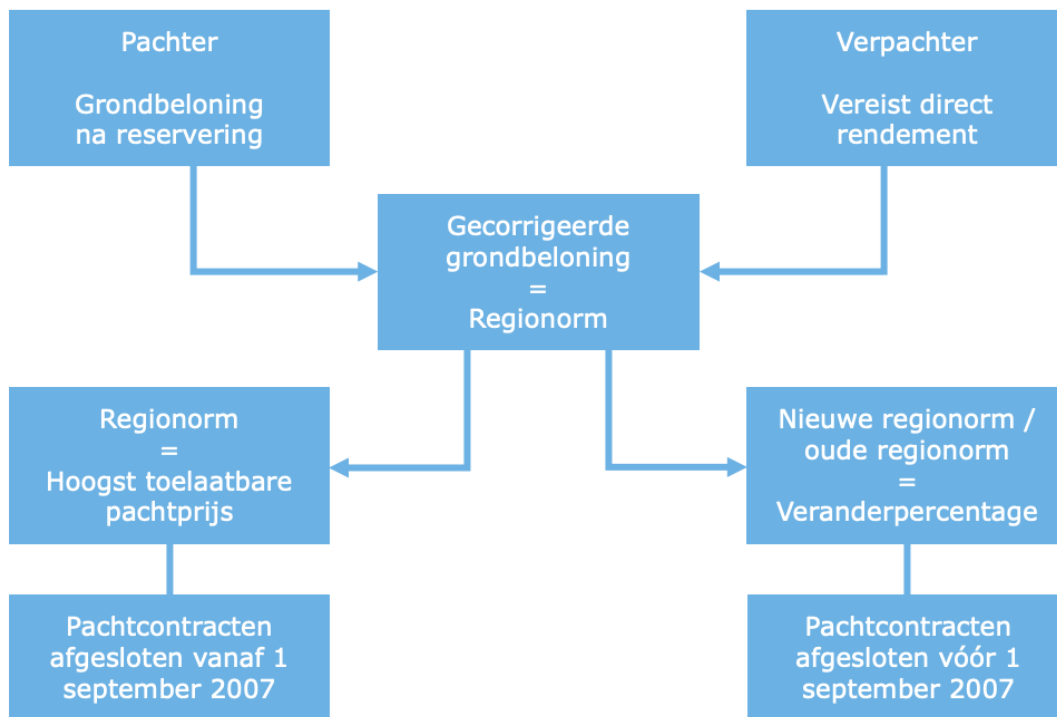 Pachter
Grondbeloning
na reservering
Verpachter
Vereist direct
rendement
Gecorrigeerde
grondbeloning
=
Regionorm
Regionorm
=
Hoogst toelaatbare
pachtprijs
Nieuwe regionorm /
oude regionorm
=
Veranderpercentage
Pachtcontracten
afgesloten vanaf 1
september 2007
Pachtcontracten
afgesloten vóór 1
september 2007